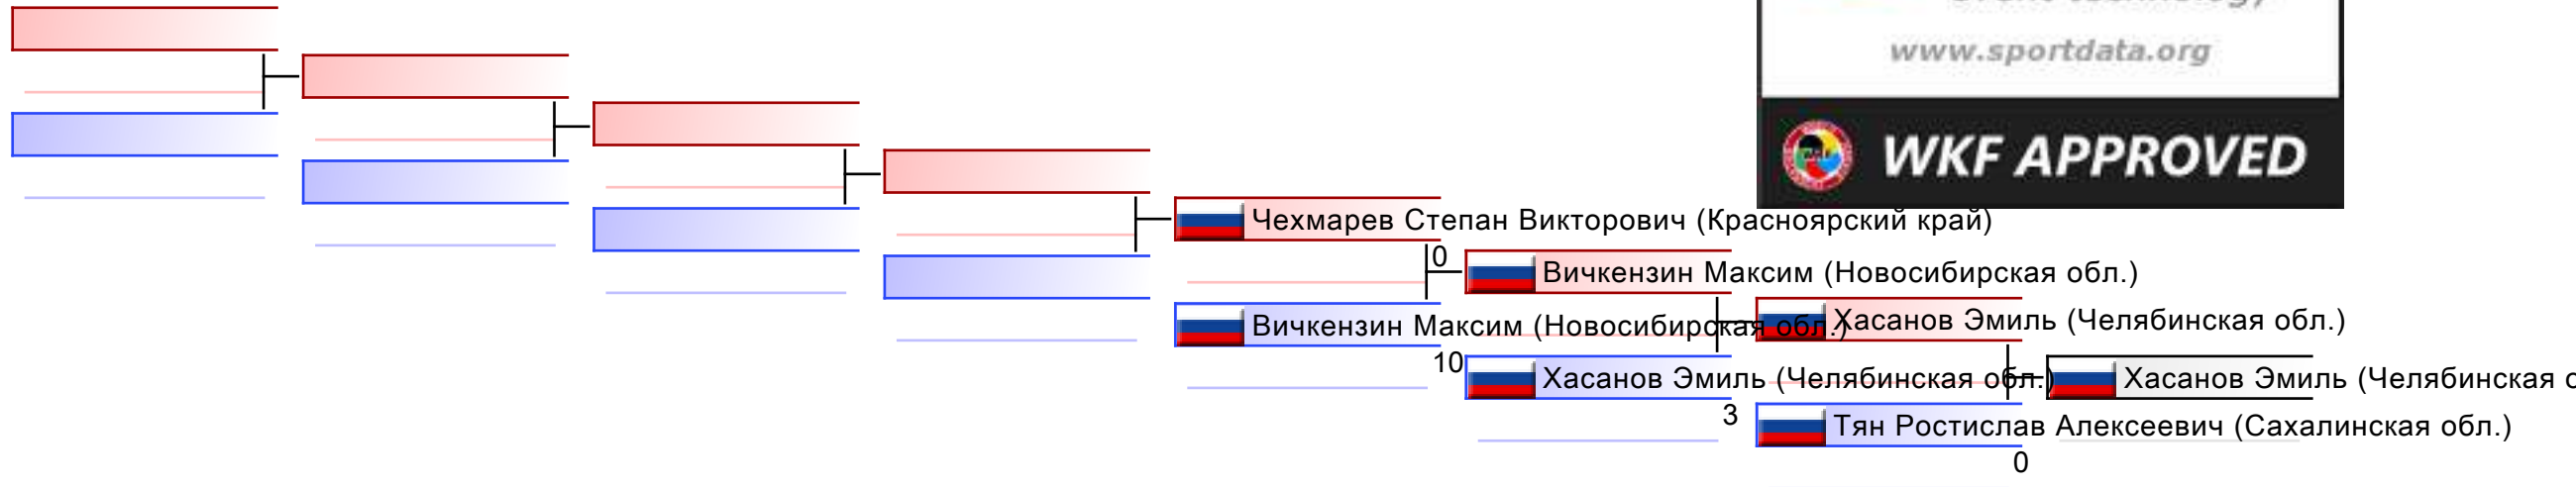 www.sportdata.org
WKF APPROVED
Чехмарев Степан Викторович (Красноярский край)
0
Вичкензин Максим (Новосибирская обл.)
Вичкензин Максим (Новосибирская обл.)
10
Хасанов Эмиль (Челябинская обл.)
Хасанов Эмиль (Челябинская обл.)
3
Хасанов Эмиль (Челябинская
Тян Ростислав Алексеевич (Сахалинская обл.)
0